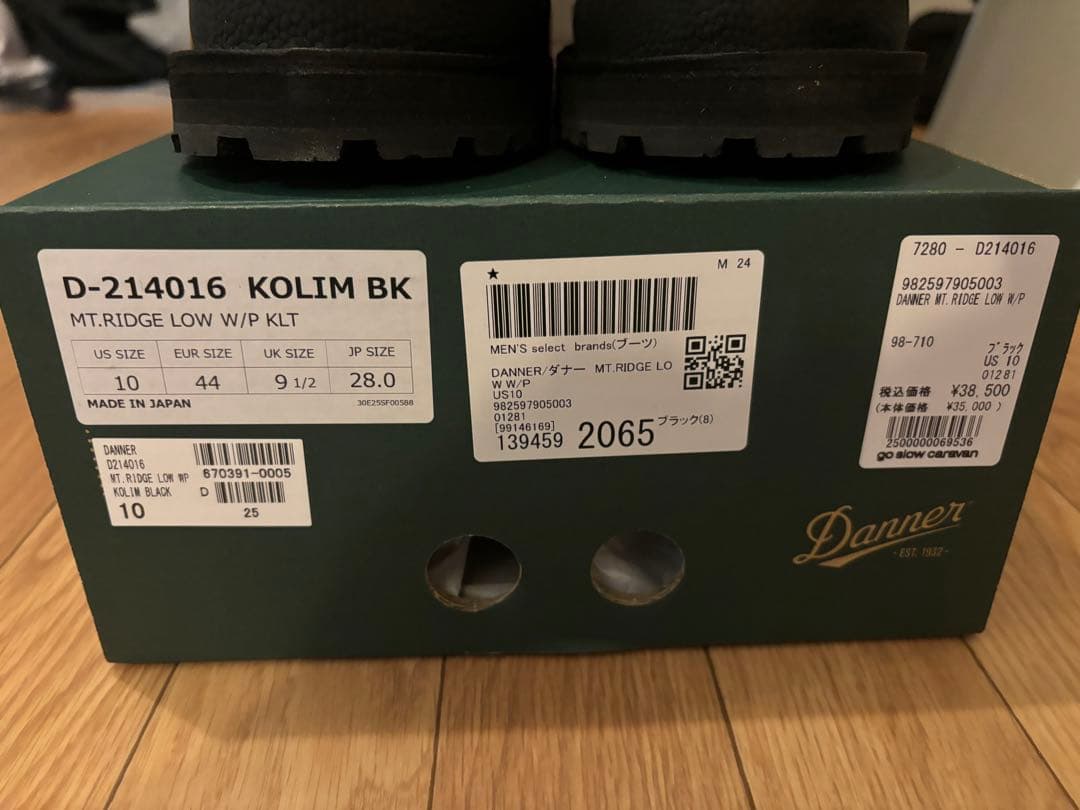 D-214016 KOLIM BK
MT.RIDGE LOW W/P KLT
US SIZE EUR SIZE UK SIZE JP SIZE
10 44 9 1/2 28.0
MADE IN JAPAN 30E25SF00588
DANNER
D214016
MT.RIDGE LOW WP 670391-0005
KOLIM BLACK D
10 25
★ M 24
MEN'S select brands(ブーツ)
DANNER/ダナー MT.RIDGE LO
W W/P
US10
982597905003
01281
[99146169]
139459 2065 ブラック(8)
7280 - D214016
982597905003
DANNER MT.RIDGE LOW W/P
98-710
ブラック
US 10
01281
税込価格 ¥38,500
(本体価格 ¥35,000 )
2500000069536
go slow caravan
Danner
- EST. 1932 -